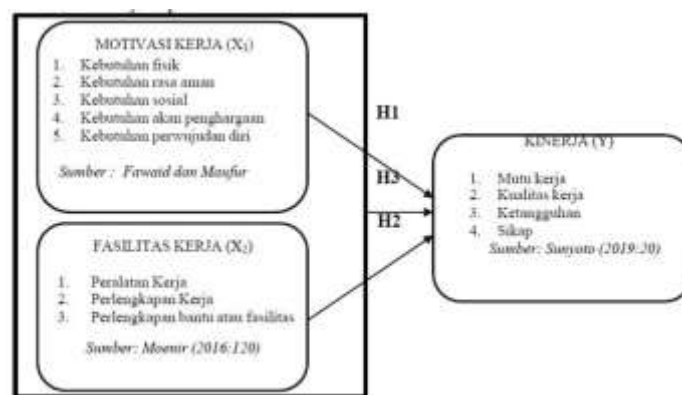 MOTIVASI KERJA (X1)
1. Kebutuhan fisik
2. Kebutuhan rasa aman
3. Kebutuhan sosial
4. Kebutuhan akan penghargaan
5. Kebutuhan perwujudan diri
Sumber : Fawaid dan
FASILITAS KERJA (X2)
1. Peralatan Kerja
2. Perlengkapan Kerja
3. Perlengkapan bantu atau fasilitas
Sumber: Moenir (2016:120)
H1
H3
H2
KINERJA (Y)
1. Mutu kerja
2. Kualitas kerja
3. Ketangguhan
4. Sikap
Sumber: Sunyoto (2019:20)